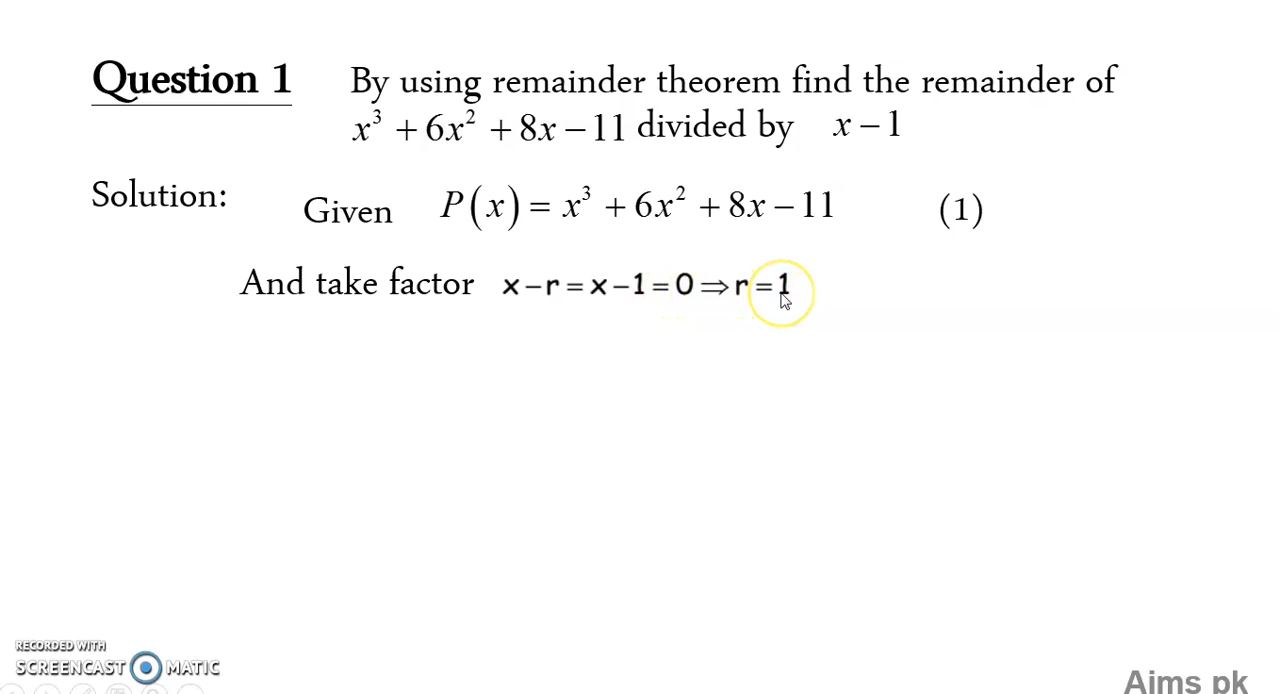 Question 1 By using remainder theorem find the remainder of
x³ + 6x² + 8x − 11 divided by x − 1
Solution: Given P(x) = x³ + 6x² + 8x − 11 (1)
And take factor x − r = x − 1 = 0 ⇒ r = 1
RECORDED WITH
SCREENCAST MATIC
Aims pk